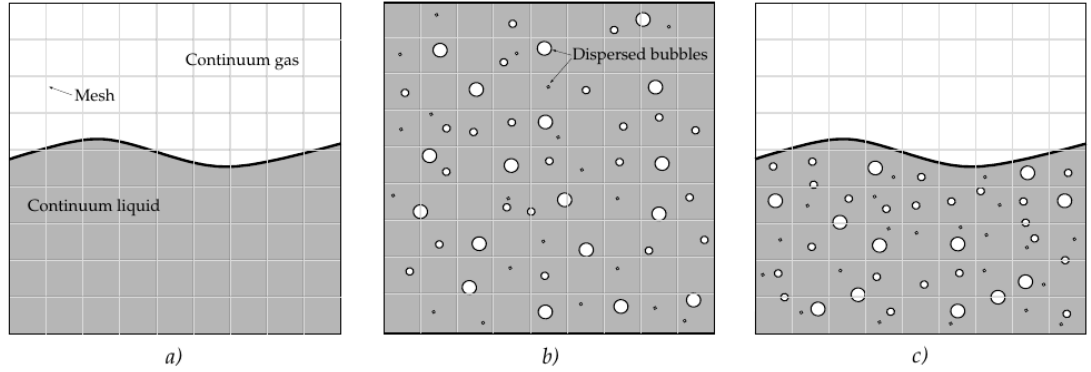 Continuum gas
Mesh
Continuum liquid
a)
Dispersed bubbles
b)
c)